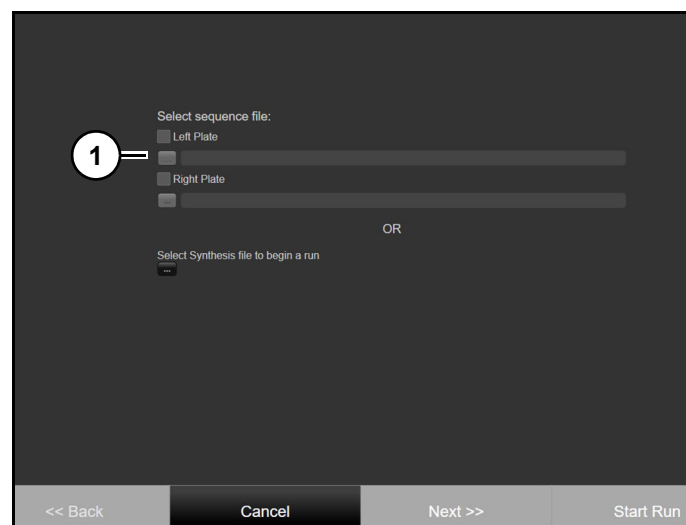 Select sequence file:
Left Plate
1
...
Right Plate
...
OR
Select Synthesis file to begin a run
...
<< Back
Cancel
Next >>
Start Run